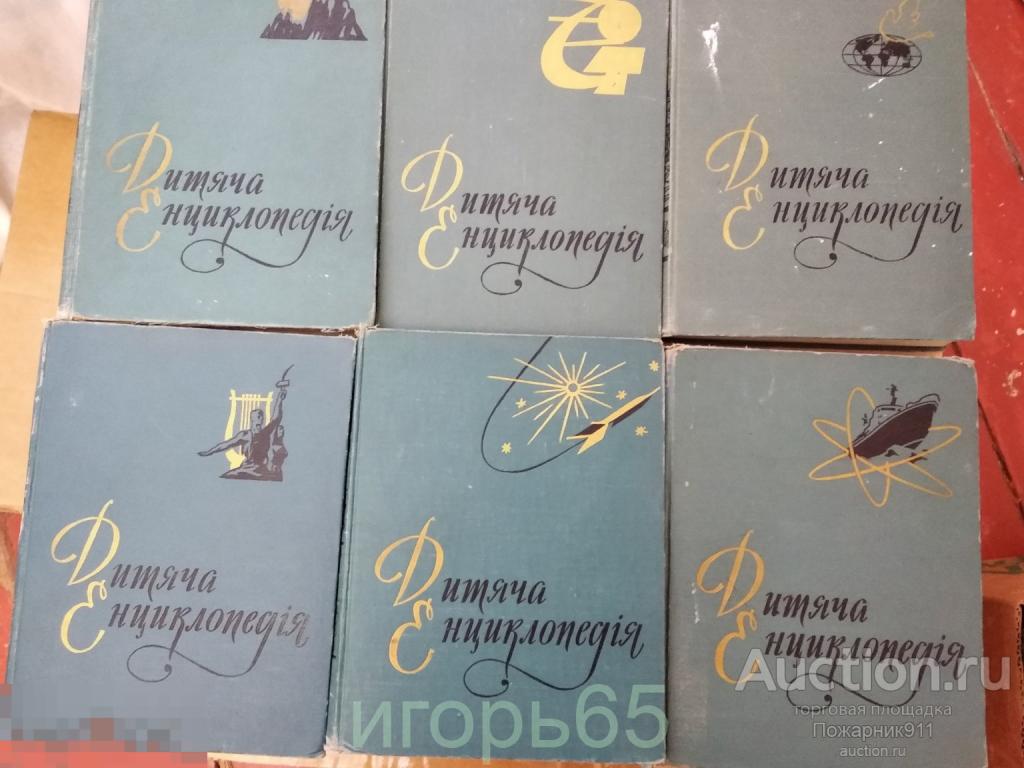 Дитяча
Енциклопедія
Дитяча
Енциклопедія
Дитяча
Енциклопедія
Дитяча
Енциклопедія
Дитяча
Енциклопедія
Дитяча
Енциклопедія
игорь65
Auction.ru
торговая площадка
Пожарник911
auction.ru